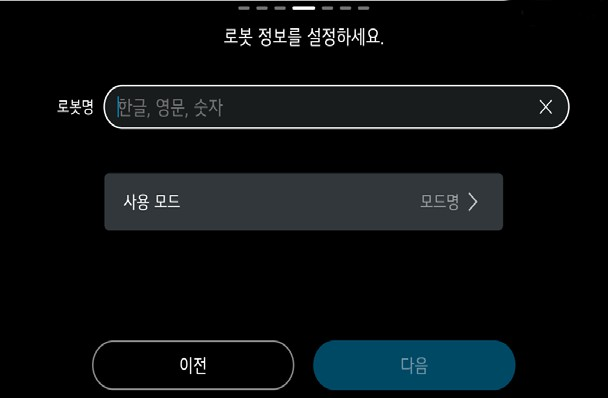 로봇 정보를 설정하세요.
로봇명 한글, 영문, 숫자
사용 모드 모드명
이전 다음